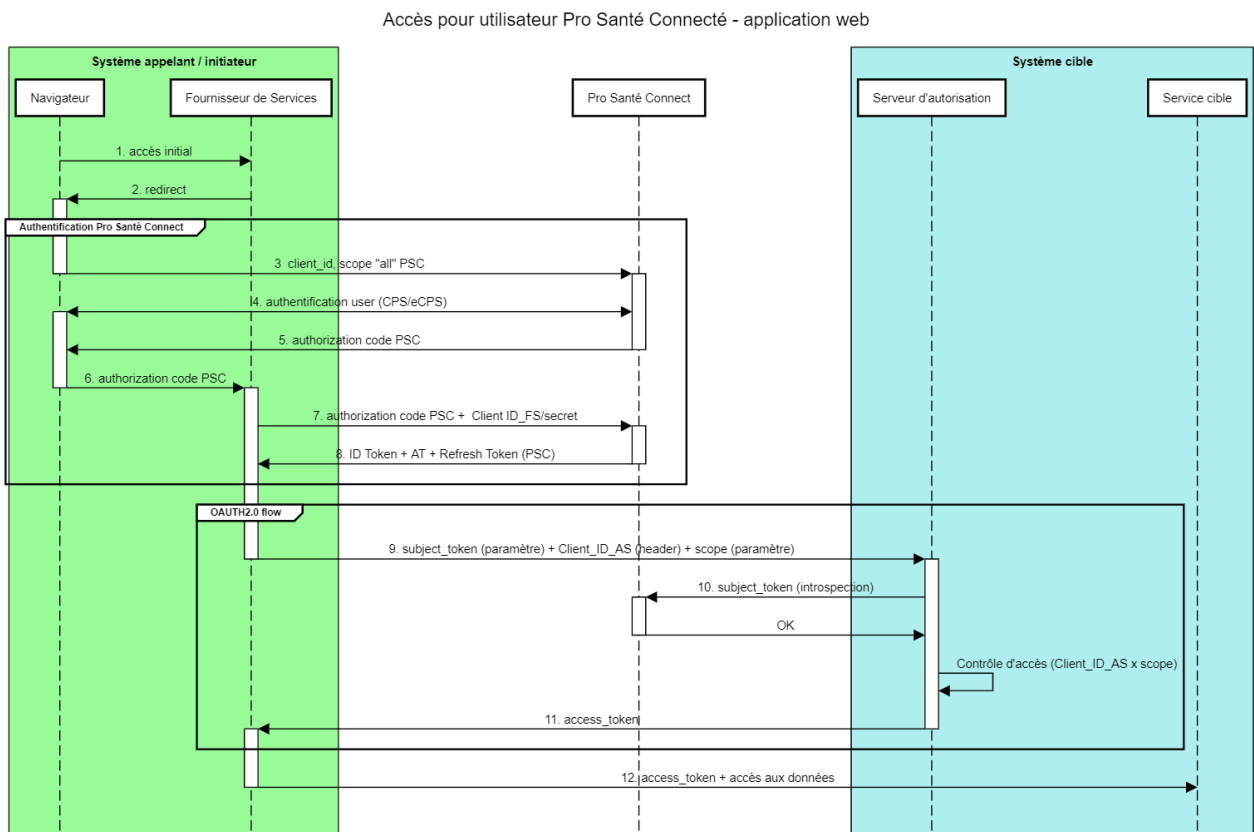 Accès pour utilisateur Pro Santé Connecté - application web
Système appelant / initiateur
Système cible
Navigateur
Fournisseur de Services
Pro Santé Connect
Serveur d'autorisation
Service cible
1. accès initial
2. redirect
Authentification Pro Santé Connect
3  client_id, scope "all" PSC
4. authentification user (CPS/eCPS)
5. authorization code PSC
6. authorization code PSC
7. authorization code PSC +  Client ID_FS/secret
8. ID Token + AT + Refresh Token (PSC)
OAUTH2.0 flow
9. subject_token (paramètre) + Client_ID_AS (header) + scope (paramètre)
10. subject_token (introspection)
OK
Contrôle d'accès (Client_ID_AS x scope)
11. access_token
12. access_token + accès aux données